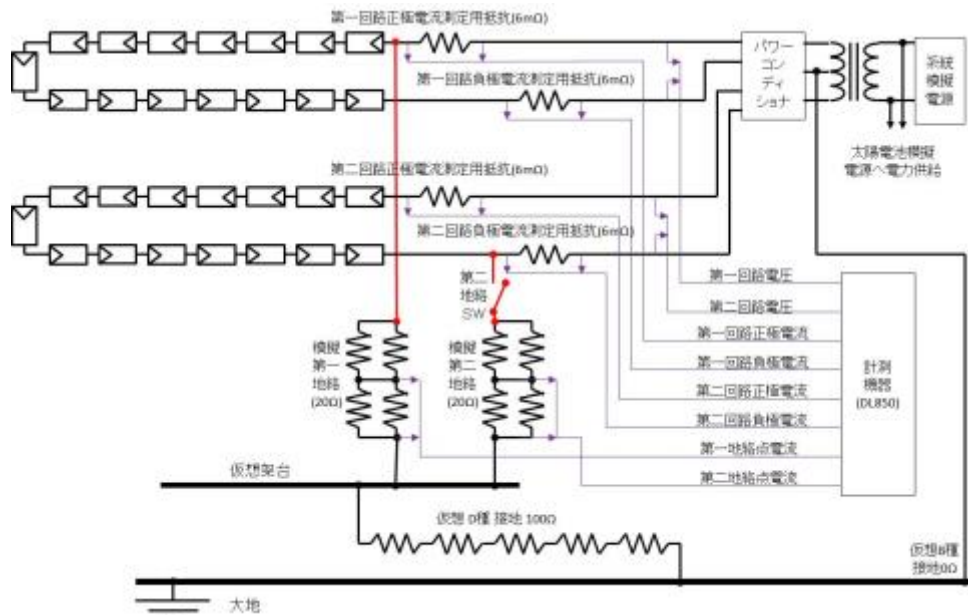 第一回路正極電流測定用抵抗(6mΩ)
第一回路負極電流測定用抵抗(6mΩ)
パワー
コン
ディ
ショナ
系統
模擬
電源
太陽電池模擬
電源へ電力供給
第二回路正極電流測定用抵抗(6mΩ)
第二回路負極電流測定用抵抗(6mΩ)
第二
地絡
SW
模擬
第一
地絡
(20Ω)
模擬
第二
地絡
(20Ω)
第一回路電圧
第二回路電圧
第一回路正極電流
第一回路負極電流
第二回路正極電流
第二回路負極電流
第一地絡点電流
第二地絡点電流
計測
機器
(DL850)
仮想架台
仮想 D種 接地 100Ω
仮想B種
接地0Ω
大地